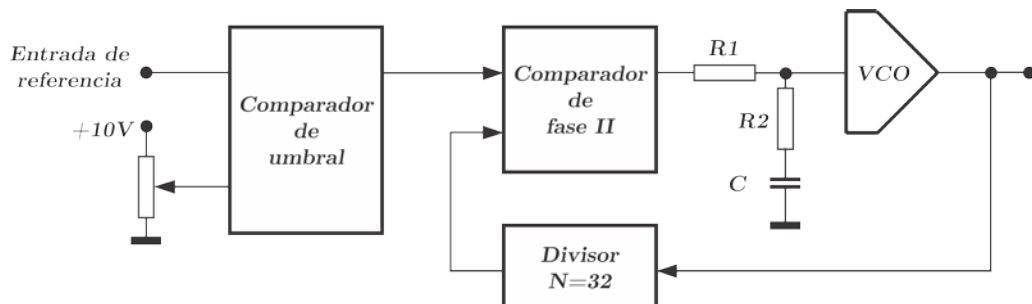 Entrada de
referencia
+10V
Comparador
de
umbral
Comparador
de
fase II
R1
R2
C
VCO
Divisor
N=32